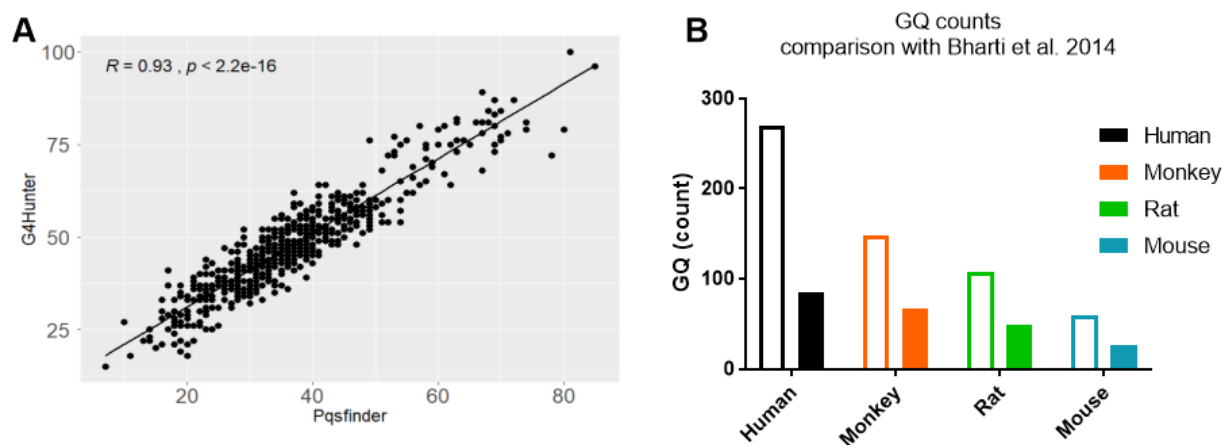 A
R = 0.93 , p < 2.2e-16
100
75
50
25
G4Hunter
20
40
60
80
Pqsfinder
B
GQ counts
comparison with Bharti et al. 2014
300
200
100
0
GQ (count)
Human
Monkey
Rat
Mouse
Human
Monkey
Rat
Mouse